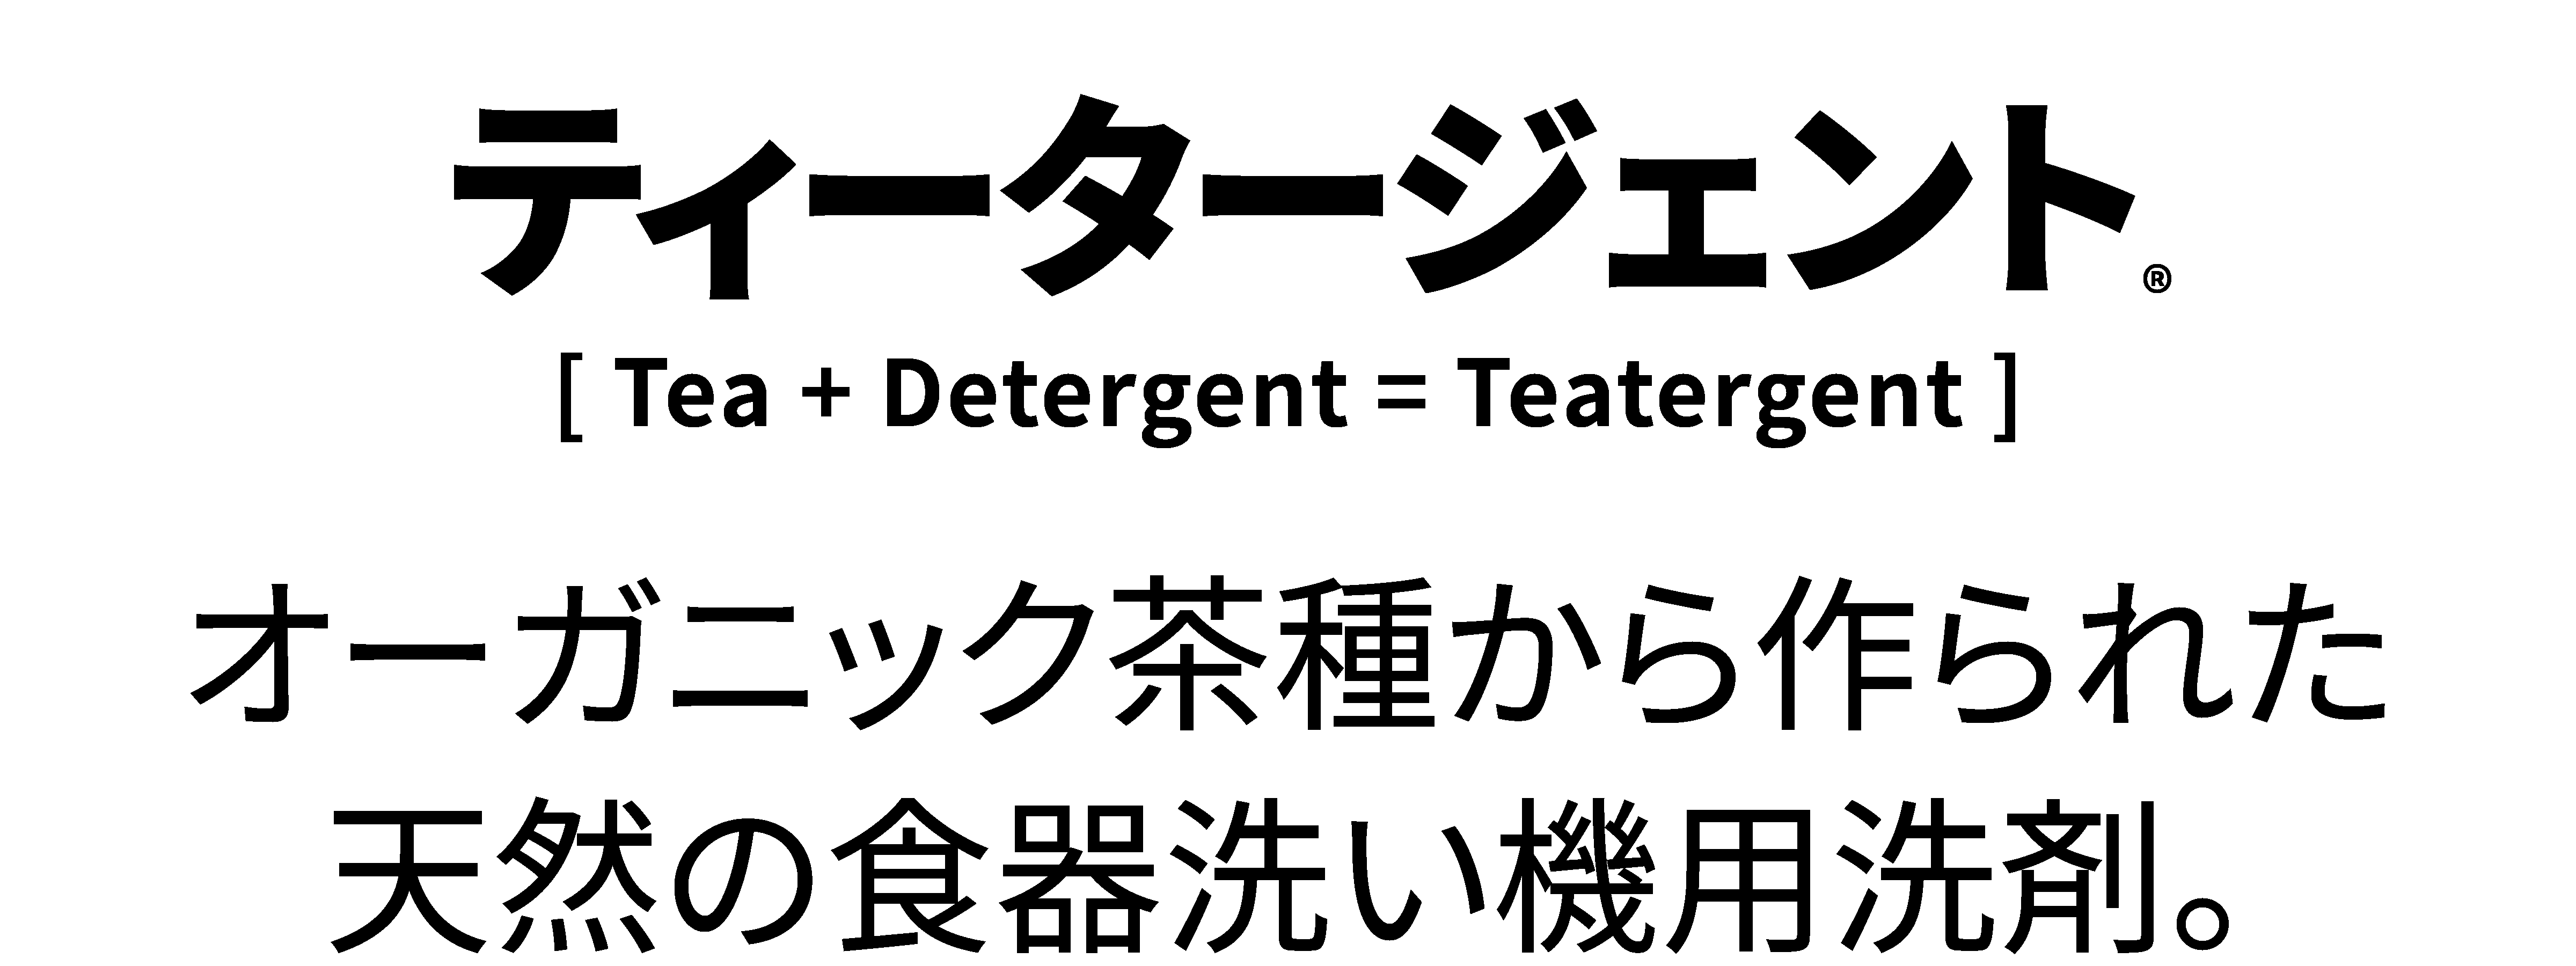 ティータージェント®
[ Tea + Detergent = Teatergent ]
オーガニック茶種から作られた
天然の食器洗い機用洗剤。